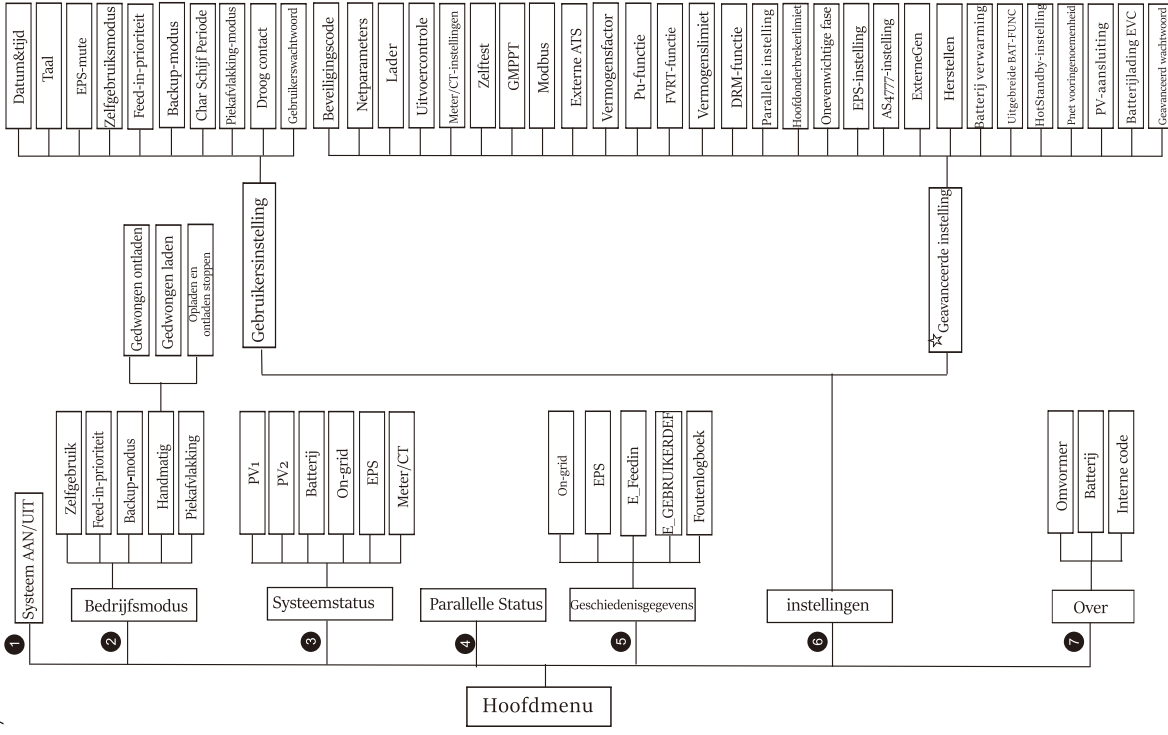 Datum&tijd
Taal
EPS-mute
Zelfgebruiksmodus
Feed-in-prioriteit
Backup-modus
Char Schijf Periode
Piekafvlakking-modus
Droog contact
Gebruikerswachtwoord
Beveiligingscode
Netparameters
Lader
Uitvoercontrole
Meter/CT-instellingen
Zelftest
GMPPT
Modbus
Externe ATS
Vermogensfactor
Pu-functie
FVRT-functie
Vermogenslimiet
DRM-functie
Parallelle instelling
Hoofdonderbrekerlimiet
Onevenwichtige fase
EPS-instelling
AS4777-instelling
ExterneGen
Herstellen
Batterij verwarming
Uitgebreide BAT-FUNC
HotStandby-instelling
Pnet vooringenoemenheid
PV-aansluiting
Batterijlading EVC
Geavanceerd wachtwoord
Gebruikersinstelling
☆ Geavanceerde instelling
Gedwongen ontladen
Gedwongen laden
Opladen en
ontladen stoppen
Zelfgebruik
Feed-in-prioriteit
Backup-modus
Handmatig
Piekafvlakking
PV1
PV2
Batterij
On-grid
EPS
Meter/CT
On-grid
EPS
E_Feedin
E_GEBRUIKERDEF
Foutenlogboek
Omvormer
Batterij
Interne code
Systeem AAN/UIT
Bedrijfsmodus
Systeemstatus
Parallelle Status
Geschiedenisgegevens
instellingen
Over
1
2
3
4
5
6
7
Hoofdmenu